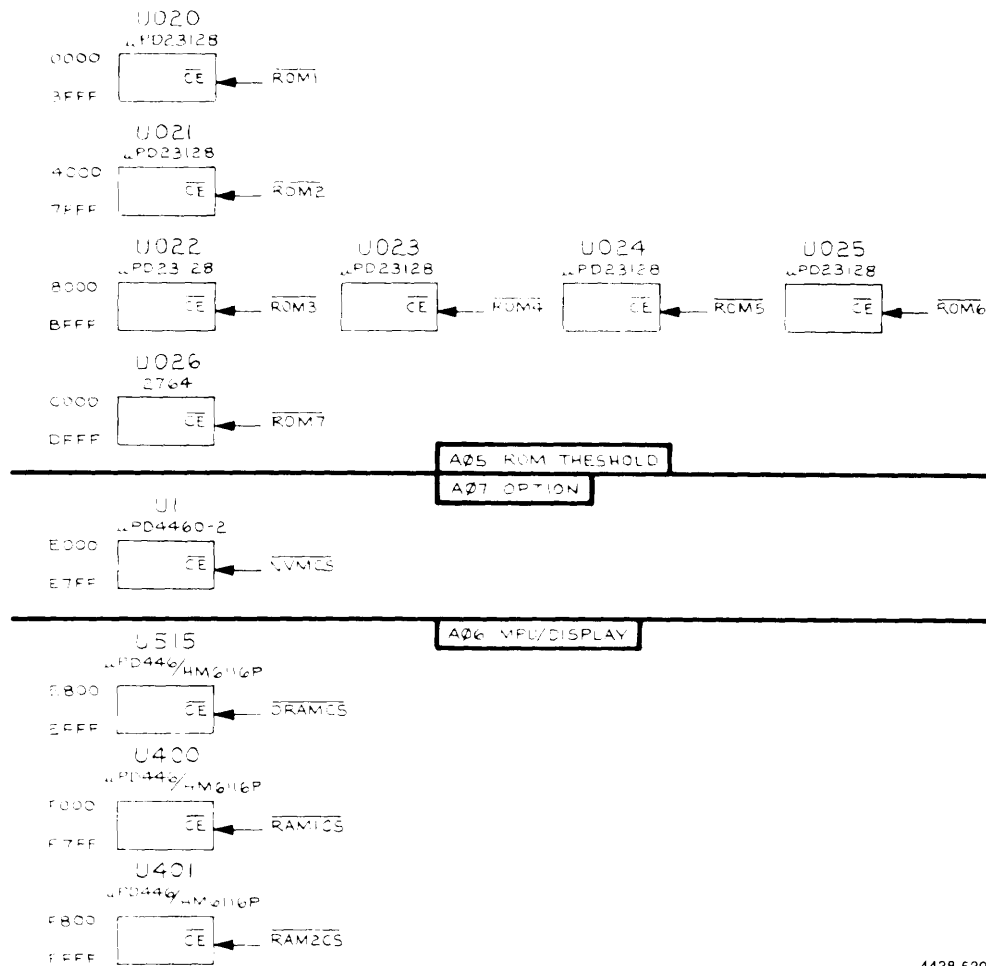 U020
µPD23128
0000
3FFF
CE
ROM1
U021
µPD23128
4000
7FFF
CE
ROM2
U022
µPD23 28
8000
BFFF
CE
ROM3
U023
µPD23128
CE
ROM4
U024
µPD23128
CE
ROM5
U025
µPD23128
CE
ROM6
U026
2764
C000
DFFF
CE
ROM7
AØ5 ROM THESHOLD
AØ7 OPTION
U1
µPD4460-2
E000
E7FF
CE
NVMCS
AØ6 MPU/DISPLAY
U515
µPD446/HM6116P
E800
EFFF
CE
DRAMCS
U400
µPD446/HM6116P
F000
F7FF
CE
RAM1CS
U401
µPD446/HM6116P
F800
FFFF
CE
RAM2CS